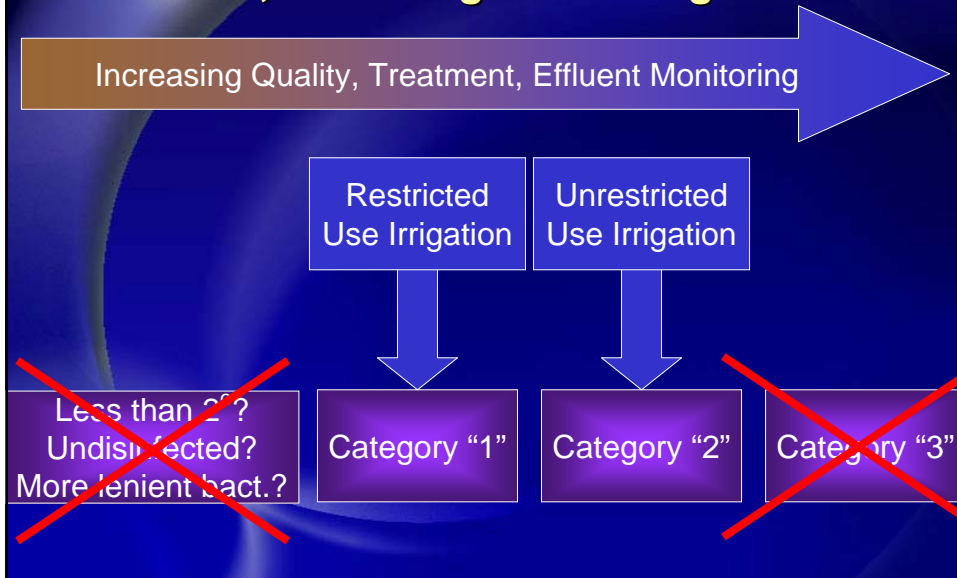 Increasing Quality, Treatment, Effluent Monitoring
Restricted
Use Irrigation
Unrestricted
Use Irrigation
Less than 2°?
Undisinfected?
More lenient bact.?
Category “1”
Category “2”
Category “3”